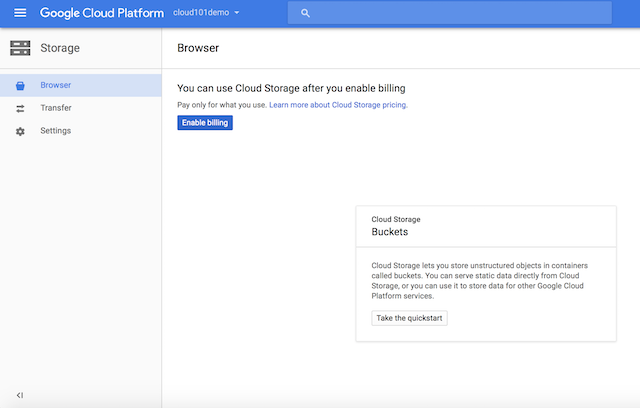 Google Cloud Platform
cloud101demo
Storage
Browser
Browser
Transfer
Settings
You can use Cloud Storage after you enable billing
Pay only for what you use. Learn more about Cloud Storage pricing.
Enable billing
Cloud Storage
Buckets
Cloud Storage lets you store unstructured objects in containers
called buckets. You can serve static data directly from Cloud
Storage, or you can use it to store data for other Google Cloud
Platform services.
Take the quickstart